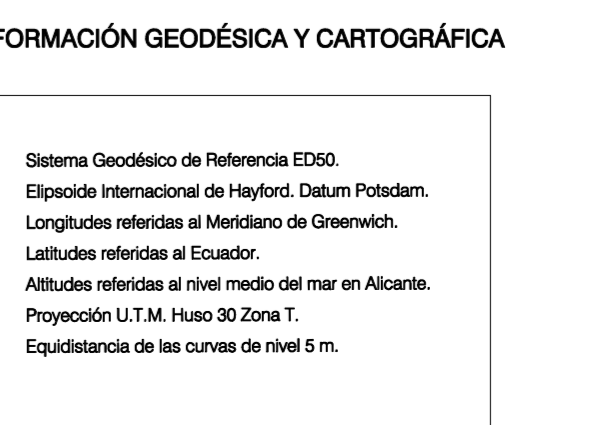 FORMACIÓN GEODÉSICA Y CARTOGRÁFICA
Sistema Geodésico de Referencia ED50.
Elipsoide Internacional de Hayford. Datum Potsdam.
Longitudes referidas al Meridiano de Greenwich.
Latitudes referidas al Ecuador.
Altitudes referidas al nivel medio del mar en Alicante.
Proyección U.T.M. Huso 30 Zona T.
Equidistancia de las curvas de nivel 5 m.